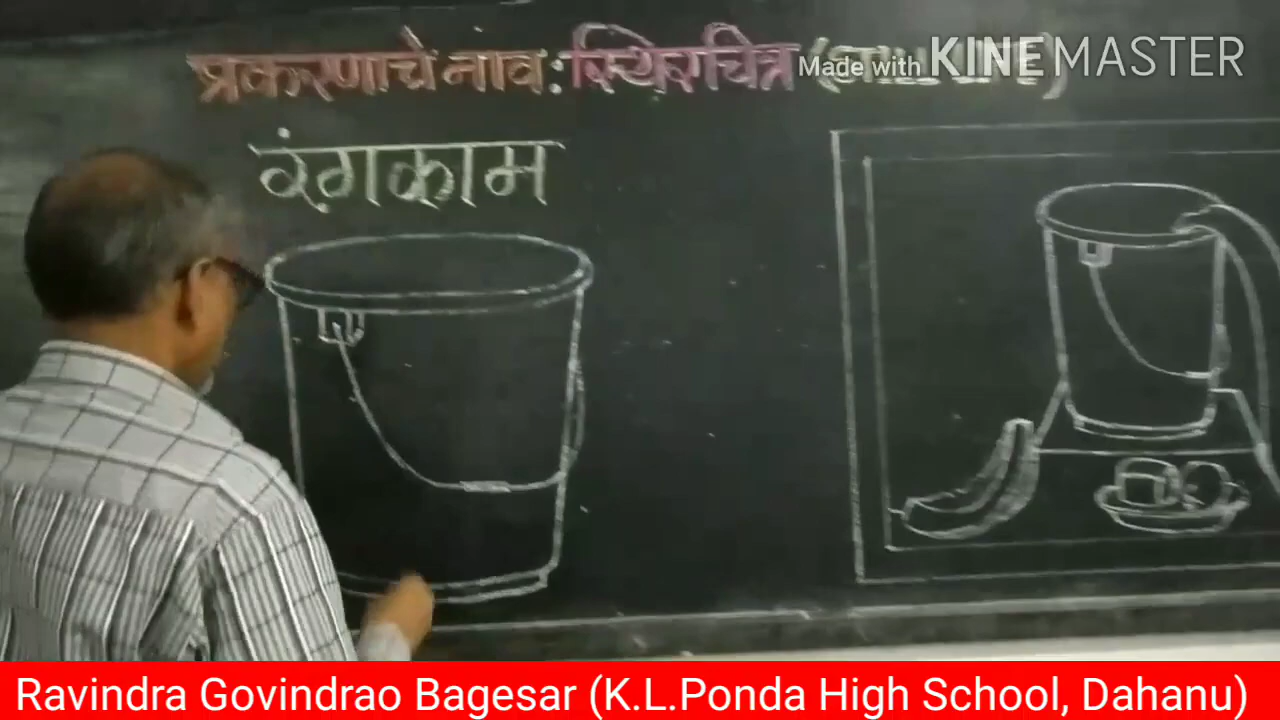 प्रकरणाचे नाव : स्थिरचित्र
Made with KINEMASTER
रंगकाम
Ravindra Govindrao Bagesar (K.L.Ponda High School, Dahanu)